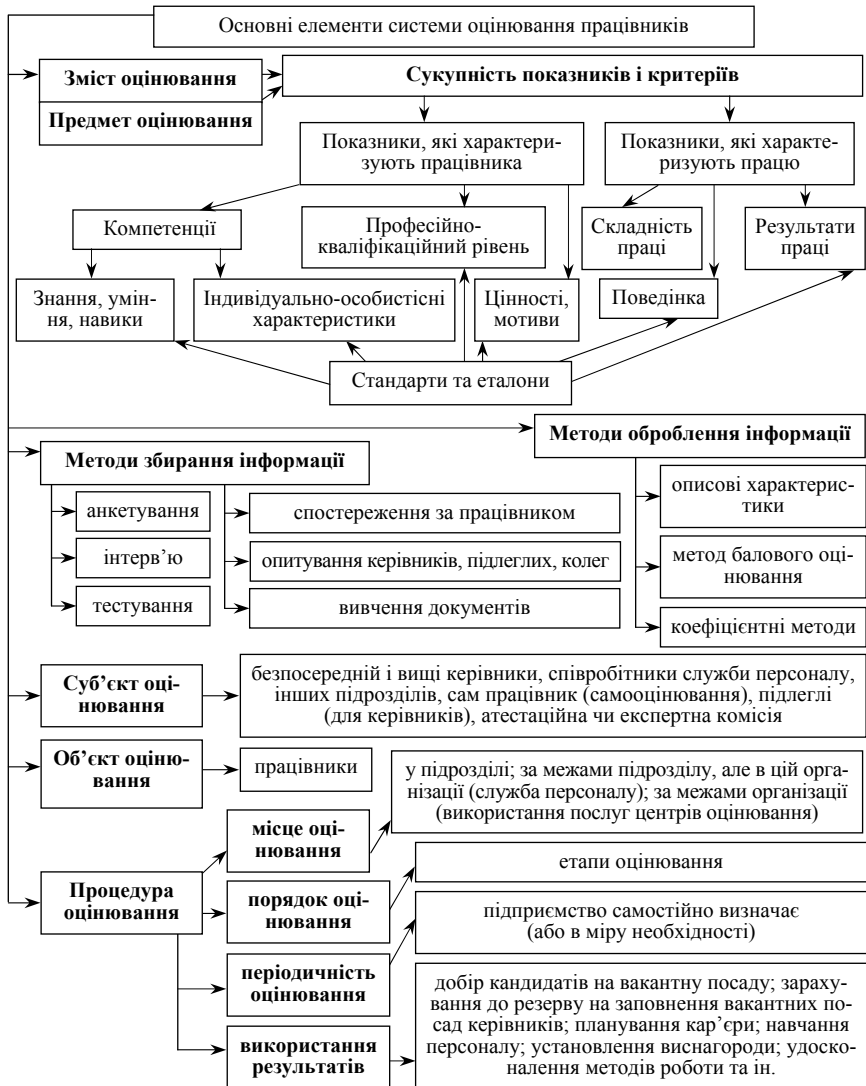 Основні елементи системи оцінювання працівників
Зміст оцінювання
Предмет оцінювання
Сукупність показників і критеріїв
Показники, які характери-
зують працівника
Показники, які характе-
ризують працю
Компетенції
Професійно-
кваліфікаційний рівень
Складність
праці
Результати
праці
Знання, умін-
ня, навики
Індивідуально-особистісні
характеристики
Цінності,
мотиви
Поведінка
Стандарти та еталони
Методи оброблення інформації
Методи збирання інформації
анкетування
інтерв’ю
тестування
спостереження за працівником
опитування керівників, підлеглих, колег
вивчення документів
описові характерис-
тики
метод балового оці-
нювання
коефіцієнтні методи
Суб’єкт оці-
нювання
безпосередній і вищі керівники, співробітники служби персоналу,
інших підрозділів, сам працівник (самооцінювання), підлеглі
(для керівників), атестаційна чи експертна комісія
Об’єкт оціню-
вання
працівники
Процедура
оцінювання
місце оці-
нювання
у підрозділі; за межами підрозділу, але в цій орга-
нізації (служба персоналу); за межами організації
(використання послуг центрів оцінювання)
порядок оці-
нювання
етапи оцінювання
періодичність
оцінювання
підприємство самостійно визначає
(або в міру необхідності)
використання
результатів
добір кандидатів на вакантну посаду; зараху-
вання до резерву на заповнення вакантних по-
сад керівників; планування кар’єри; навчання
персоналу; установлення виснагороди; удоско-
налення методів роботи та ін.